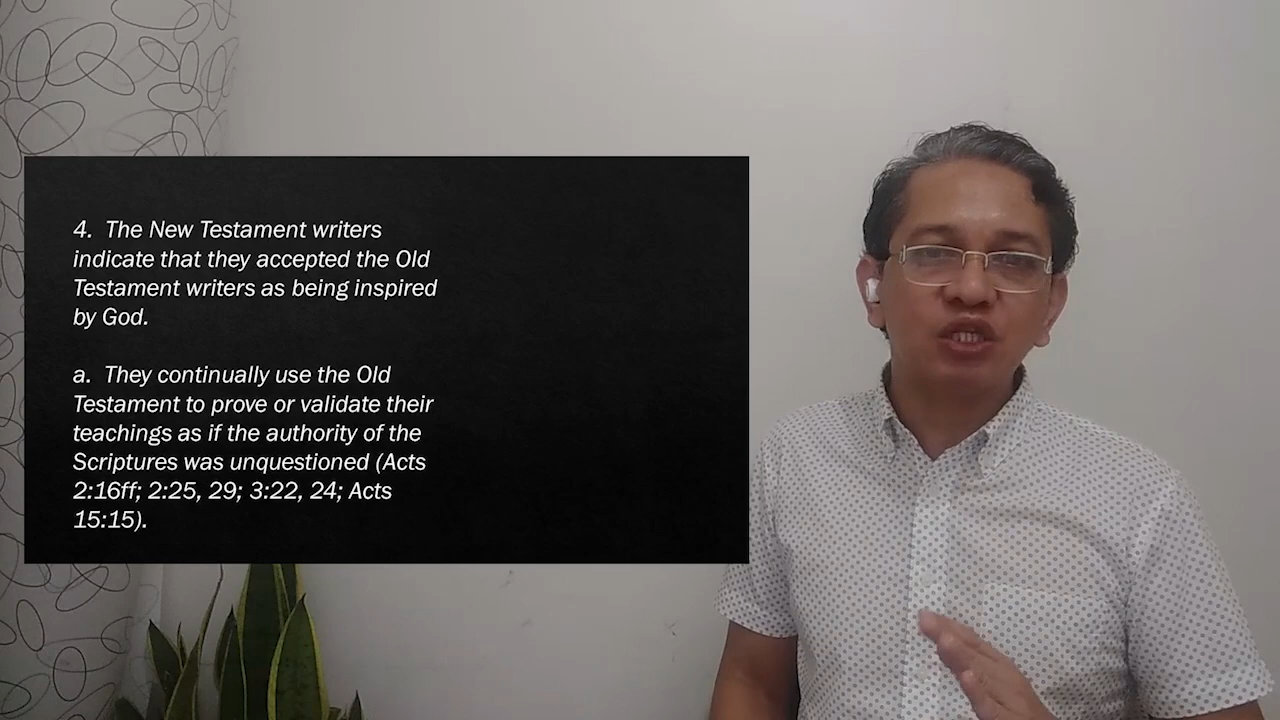 4. The New Testament writers
indicate that they accepted the Old
Testament writers as being inspired
by God.
a. They continually use the Old
Testament to prove or validate their
teachings as if the authority of the
Scriptures was unquestioned (Acts
2:16ff; 2:25, 29; 3:22, 24; Acts
15:15).